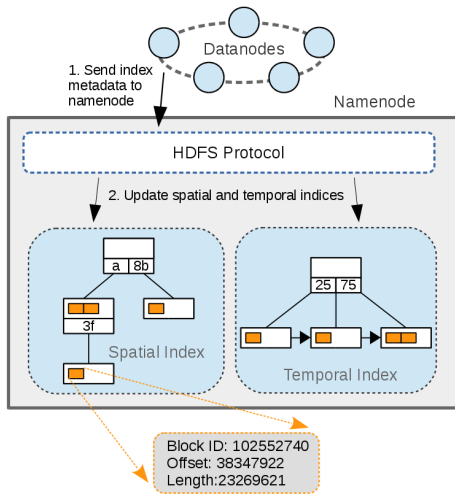 Datanodes
1. Send index
metadata to
namenode
Namenode
HDFS Protocol
2. Update spatial and temporal indices
a 8b
3f
Spatial Index
25 75
Temporal Index
Block ID: 102552740
Offset: 38347922
Length:23269621